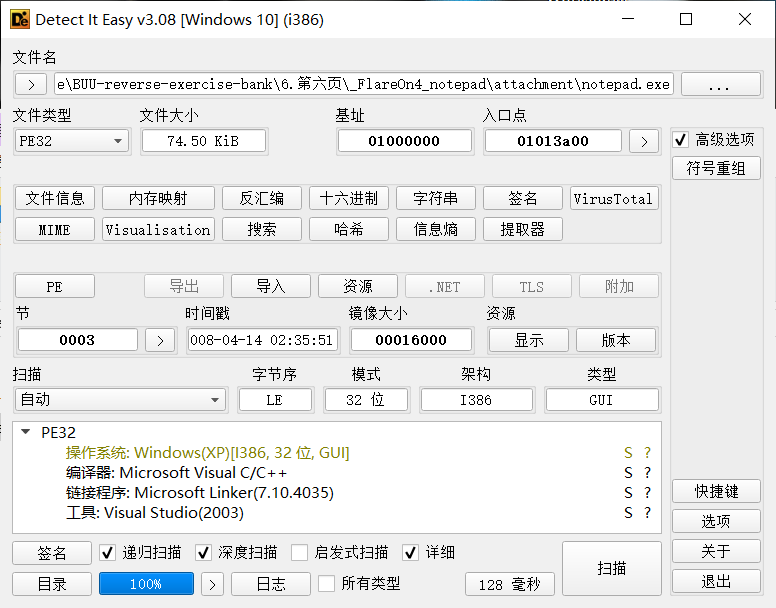 Detect It Easy v3.08 [Windows 10] (i386)
文件名
> e\BUU-reverse-exercise-bank\6.第六页\_FlareOn4_notepad\attachment\notepad.exe ...
文件类型 文件大小 基址 入口点
PE32 74.50 KiB 01000000 01013a00 > 高级选项
符号重组
文件信息 内存映射 反汇编 十六进制 字符串 签名 VirusTotal
MIME Visualisation 搜索 哈希 信息熵 提取器
PE 导出 导入 资源 .NET TLS 附加
节 时间戳 镜像大小 资源
0003 > 008-04-14 02:35:51 00016000 显示 版本
扫描 字节序 模式 架构 类型
自动 LE 32 位 I386 GUI
PE32
操作系统: Windows(XP)[I386, 32 位, GUI] S ?
编译器: Microsoft Visual C/C++ S ?
链接程序: Microsoft Linker(7.10.4035) S ?
工具: Visual Studio(2003) S ?
快捷键
选项
关于
退出
签名 递归扫描 深度扫描 启发式扫描 详细 扫描
目录 100% > 日志 所有类型 128 毫秒